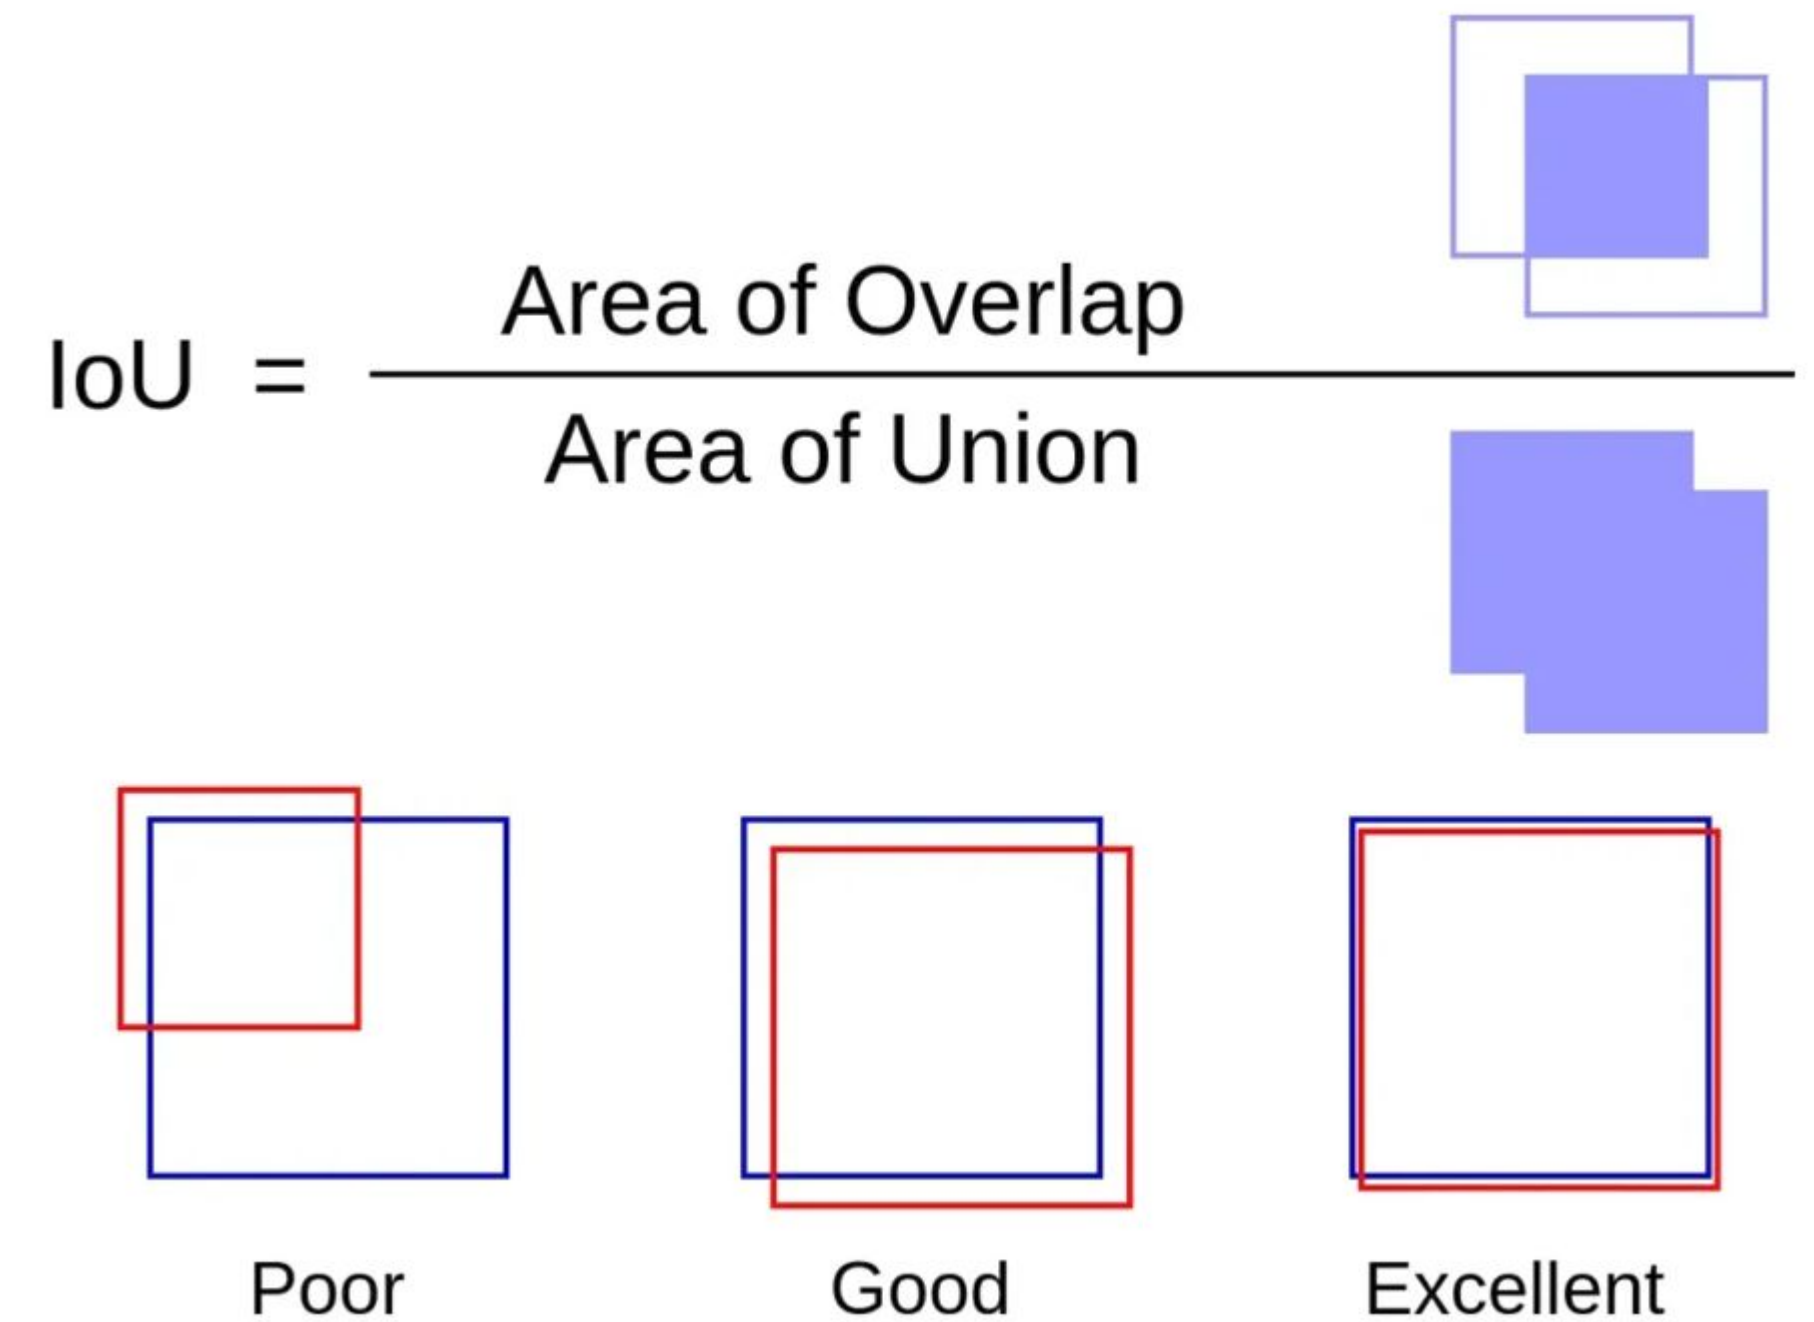 IoU =
Area of Overlap
Area of Union
Poor
Good
Excellent